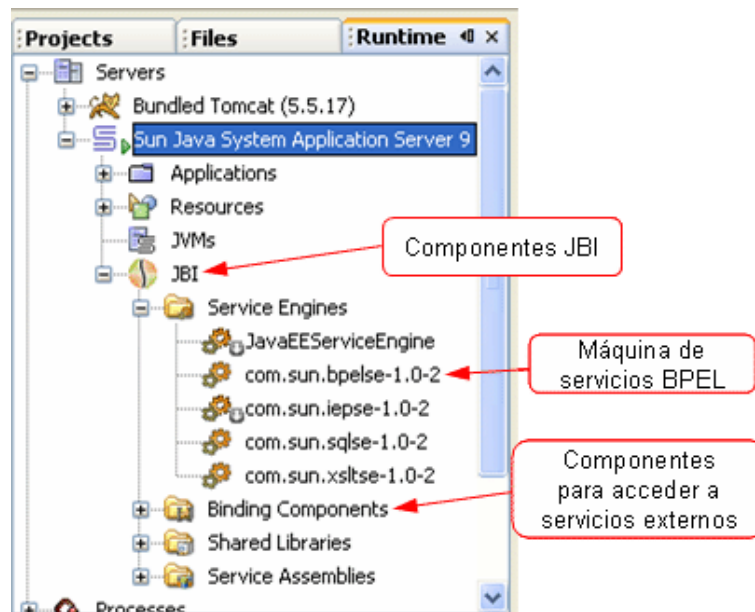 Projects
Files
Runtime
Servers
Bundled Tomcat (5.5.17)
Sun Java System Application Server 9
Applications
Resources
JVMs
JBI
Componentes JBI
Service Engines
JavaEEServiceEngine
com.sun.bpelse-1.0-2
Máquina de
servicios BPEL
com.sun.iepse-1.0-2
com.sun.sqlse-1.0-2
com.sun.xsltse-1.0-2
Binding Components
Componentes
para acceder a
servicios externos
Shared Libraries
Service Assemblies
Processes